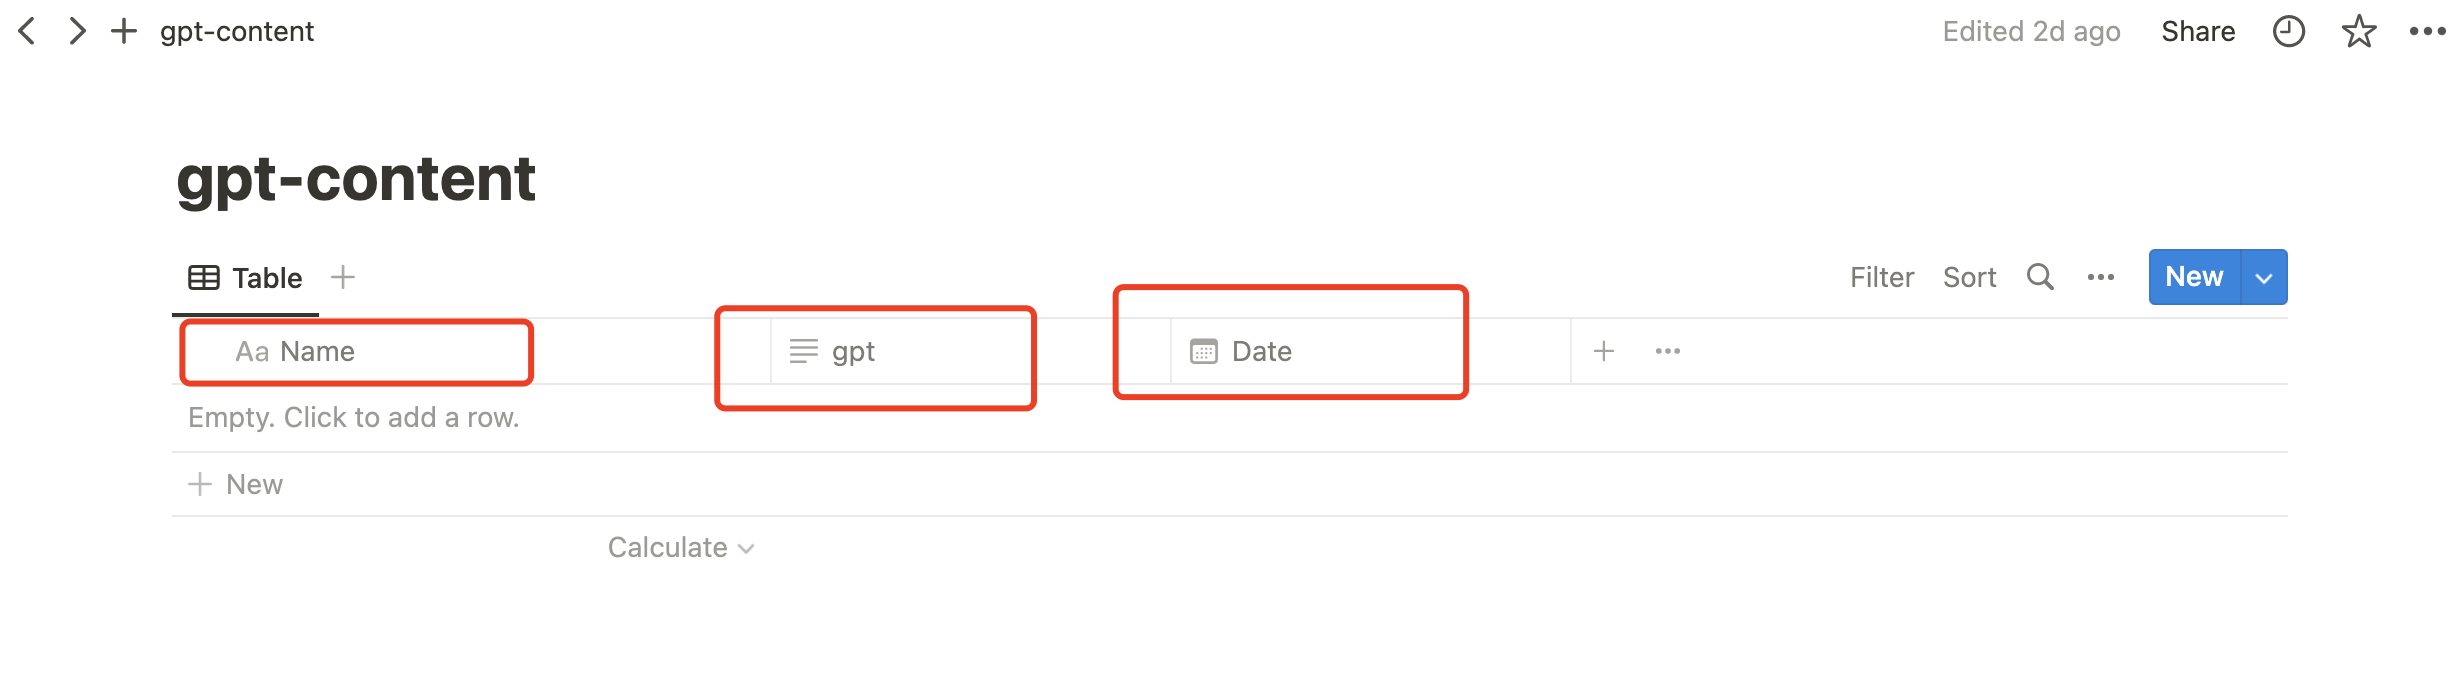 gpt-content
Edited 2d ago Share
gpt-content
Table
Filter Sort New
Aa Name gpt Date
Empty. Click to add a row.
New
Calculate